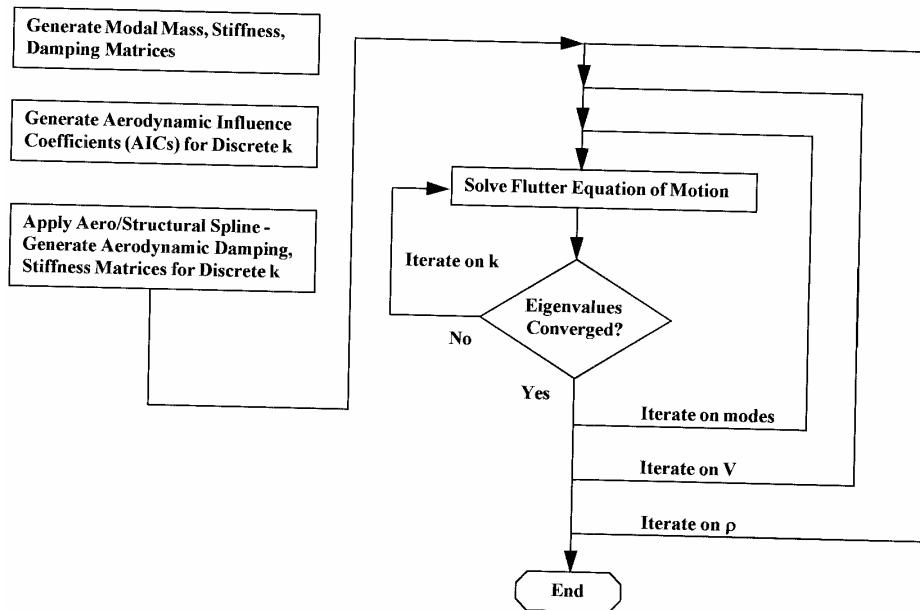 Generate Modal Mass, Stiffness,
Damping Matrices
Generate Aerodynamic Influence
Coefficients (AICs) for Discrete k
Apply Aero/Structural Spline -
Generate Aerodynamic Damping,
Stiffness Matrices for Discrete k
Solve Flutter Equation of Motion
Iterate on k
Eigenvalues
Converged?
No
Yes
Iterate on modes
Iterate on V
Iterate on ρ
End